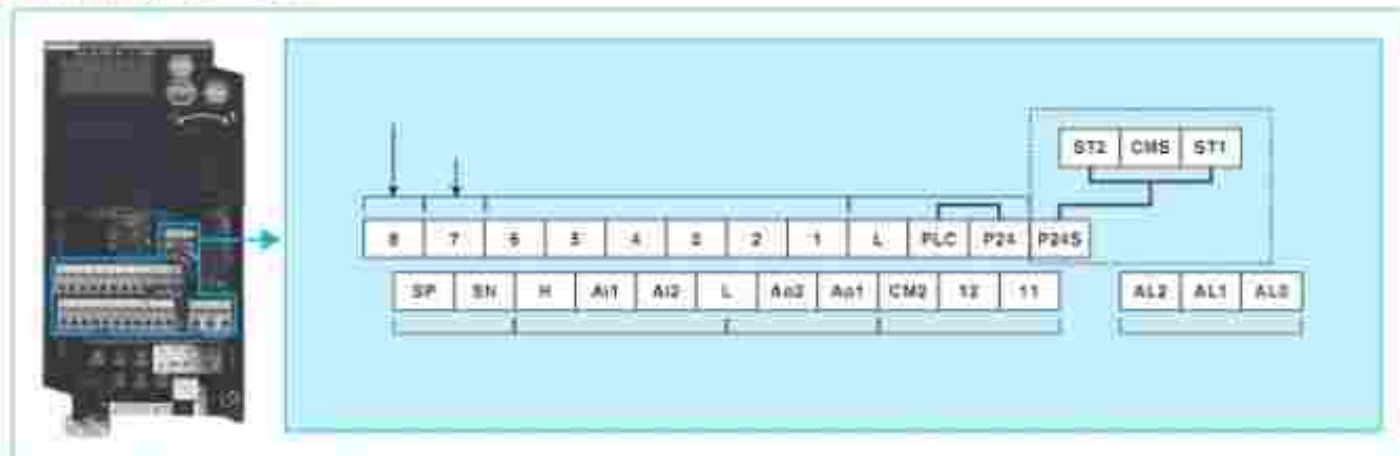 ST2 CMS ST1
8 7 6 5 4 3 2 1 L PLC P24 P24S
SP SN H Ai1 Ai2 L Ao2 Ao1 CM2 12 11 AL2 AL1 AL0